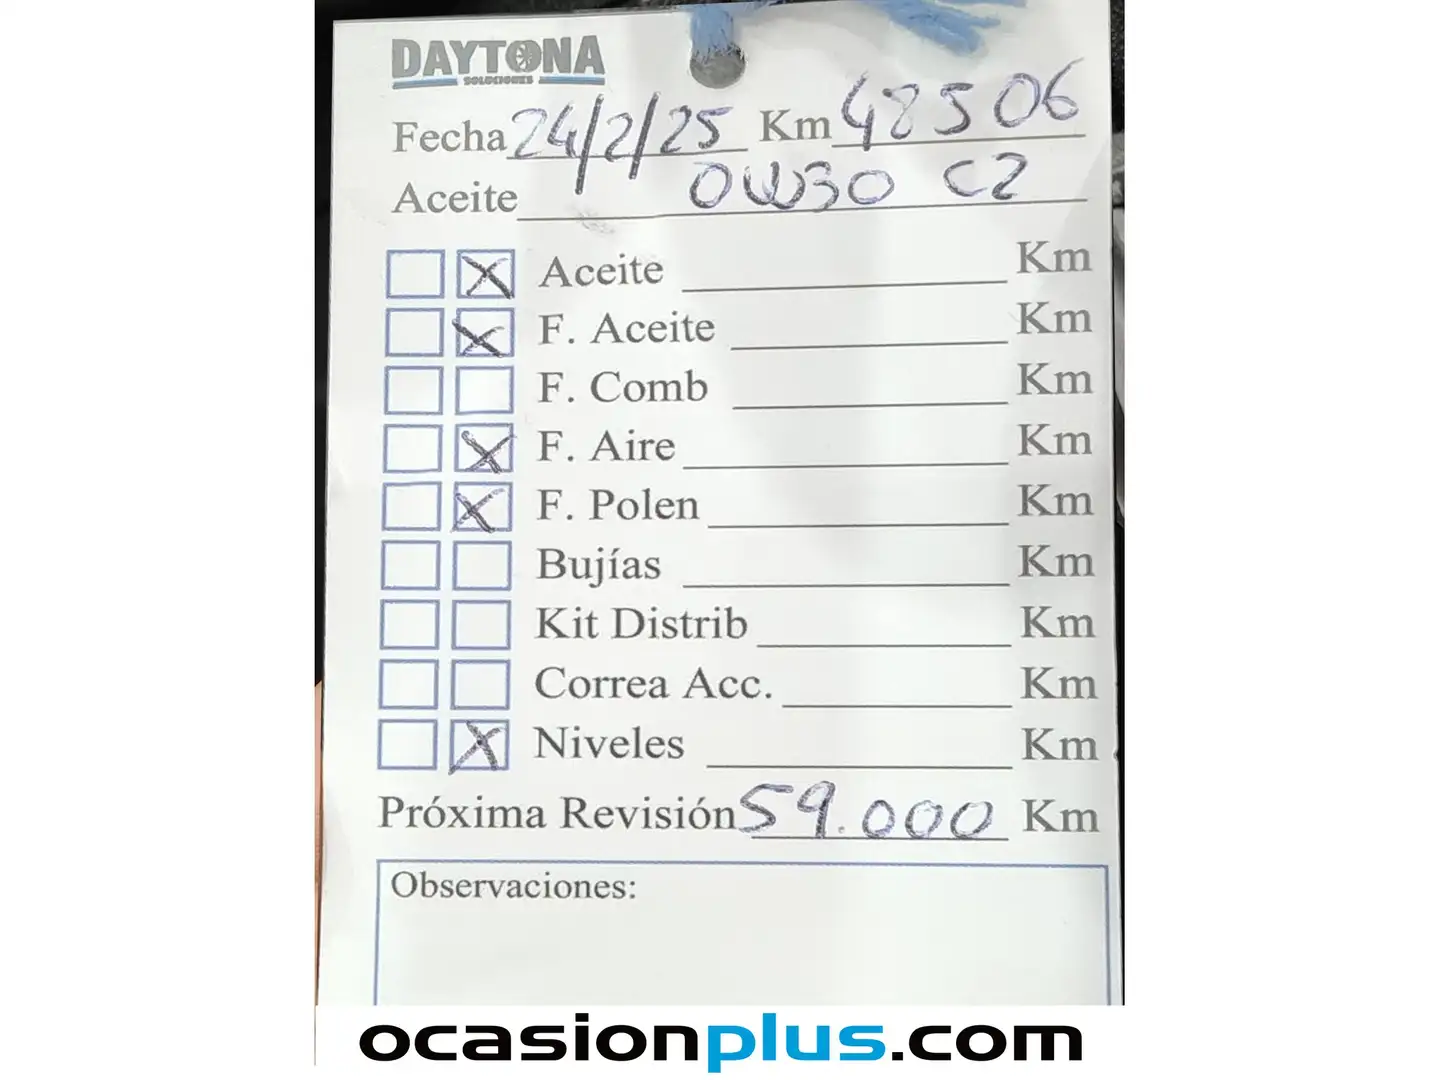 DAYTONA
SOLUCIONES
Fecha 24/2/25 Km 48506
Aceite 0W30 C2
X Aceite Km
X F. Aceite Km
F. Comb Km
X F. Aire Km
X F. Polen Km
Bujías Km
Kit Distrib Km
Correa Acc. Km
X Niveles Km
Próxima Revisión 59.000 Km
Observaciones:
ocasionplus.com